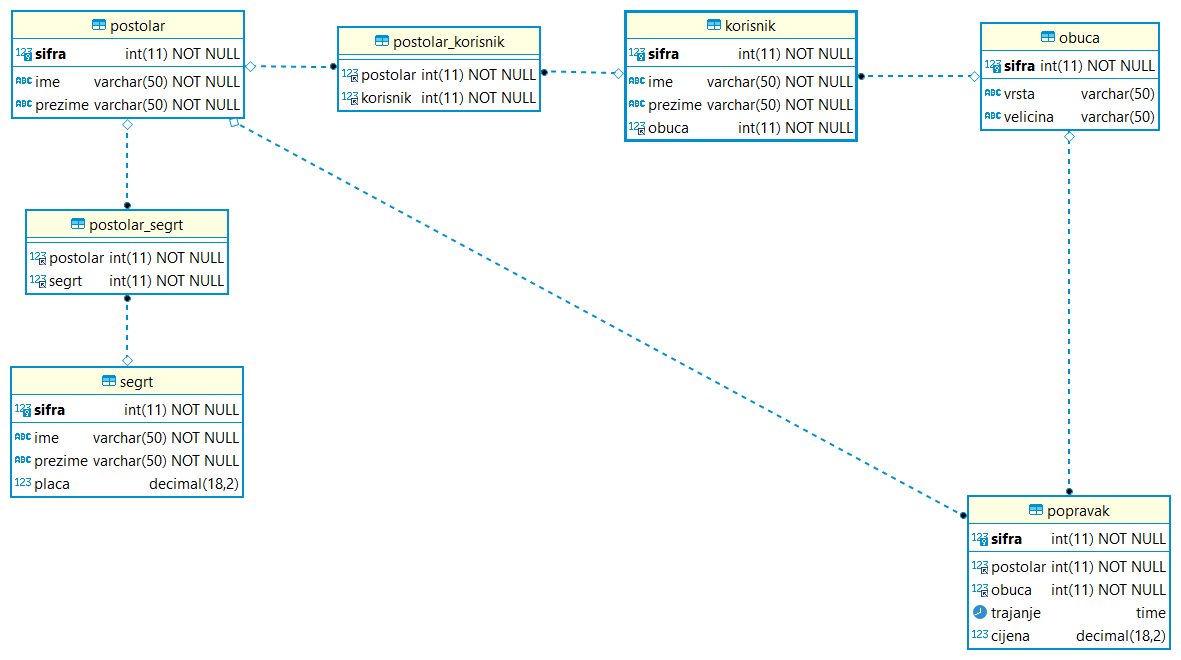 postolar
sifra int(11) NOT NULL
ime varchar(50) NOT NULL
prezime varchar(50) NOT NULL
postolar_korisnik
postolar int(11) NOT NULL
korisnik int(11) NOT NULL
korisnik
sifra int(11) NOT NULL
ime varchar(50) NOT NULL
prezime varchar(50) NOT NULL
obuca int(11) NOT NULL
obuca
sifra int(11) NOT NULL
vrsta varchar(50)
velicina varchar(50)
postolar_segrt
postolar int(11) NOT NULL
segrt int(11) NOT NULL
segrt
sifra int(11) NOT NULL
ime varchar(50) NOT NULL
prezime varchar(50) NOT NULL
placa decimal(18,2)
popravak
sifra int(11) NOT NULL
postolar int(11) NOT NULL
obuca int(11) NOT NULL
trajanje time
cijena decimal(18,2)